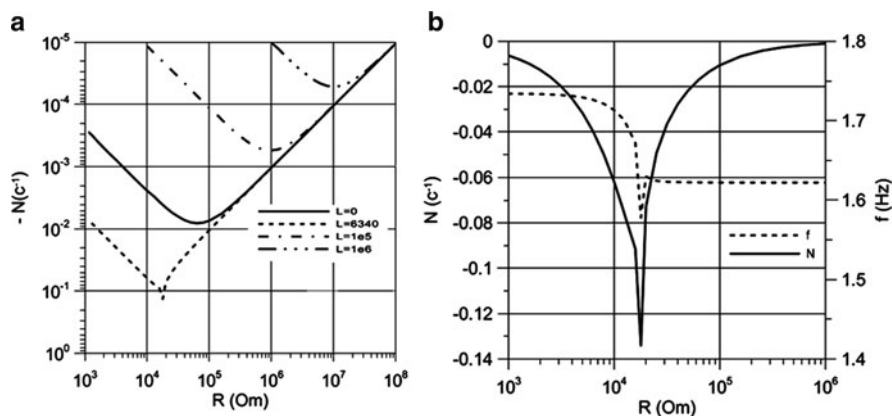 a
10⁻⁵
10⁻⁴
10⁻³
10⁻²
10⁻¹
10⁰
- N(c⁻¹)
L=0
L=6340
L=1e5
L=1e6
10³ 10⁴ 10⁵ 10⁶ 10⁷ 10⁸
R (Om)
b
0
-0.02
-0.04
-0.06
-0.08
-0.1
-0.12
-0.14
N (c⁻¹)
f
N
1.8
1.7
1.6
1.5
1.4
f (Hz)
10³ 10⁴ 10⁵ 10⁶
R (Om)